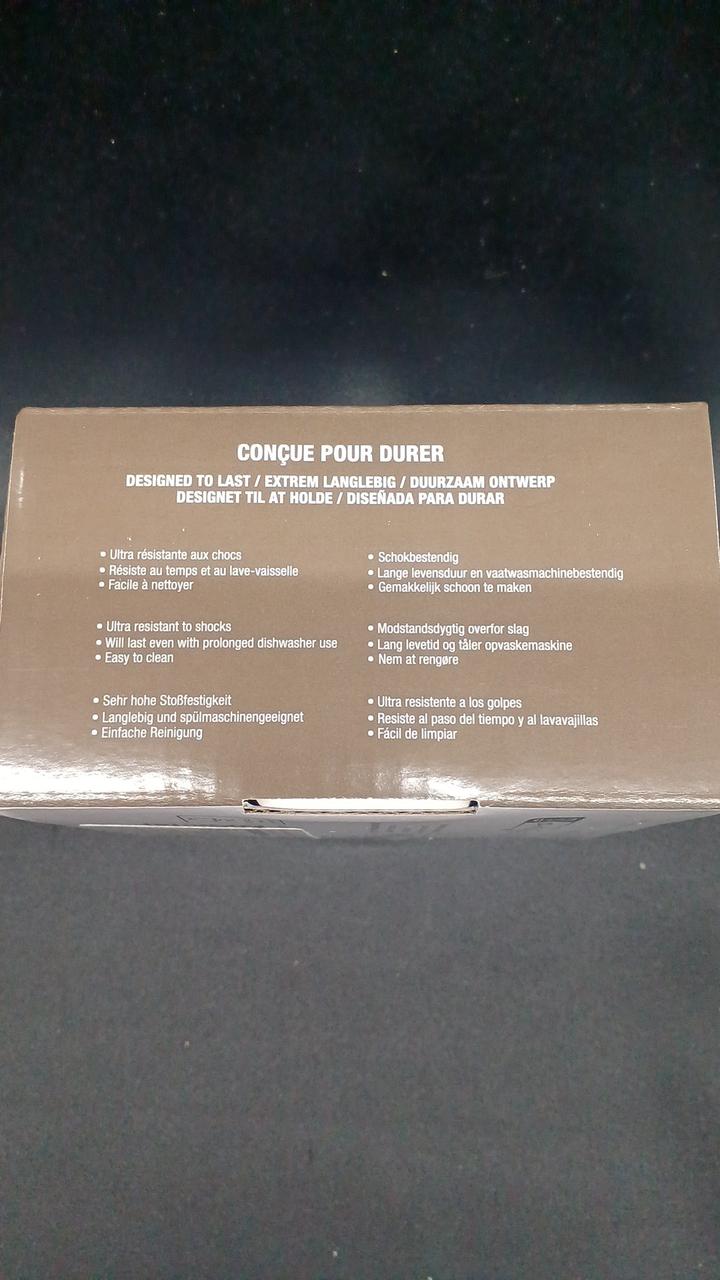 CONÇUE POUR DURER
DESIGNED TO LAST / EXTREM LANGLEBIG / DUURZAAM ONTWERP
DESIGNET TIL AT HOLDE / DISEÑADA PARA DURAR
• Ultra résistante aux chocs
• Résiste au temps et au lave-vaisselle
• Facile à nettoyer
• Ultra resistant to shocks
• Will last even with prolonged dishwasher use
• Easy to clean
• Sehr hohe Stoßfestigkeit
• Langlebig und spülmaschinengeeignet
• Einfache Reinigung
• Schokbestendig
• Lange levensduur en vaatwasmachinebestendig
• Gemakkelijk schoon te maken
• Modstandsdygtig overfor slag
• Lang levetid og tåler opvaskemaskine
• Nem at rengøre
• Ultra resistente a los golpes
• Resiste al paso del tiempo y al lavavajillas
• Fácil de limpiar